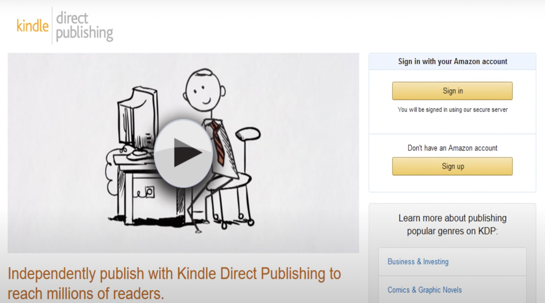 kindle direct publishing
Sign in with your Amazon account
Sign in
You will be signed in using our secure server
Don't have an Amazon account
Sign up
Learn more about publishing
popular genres on KDP:
Business & Investing
Comics & Graphic Novels
Independently publish with Kindle Direct Publishing to
reach millions of readers.